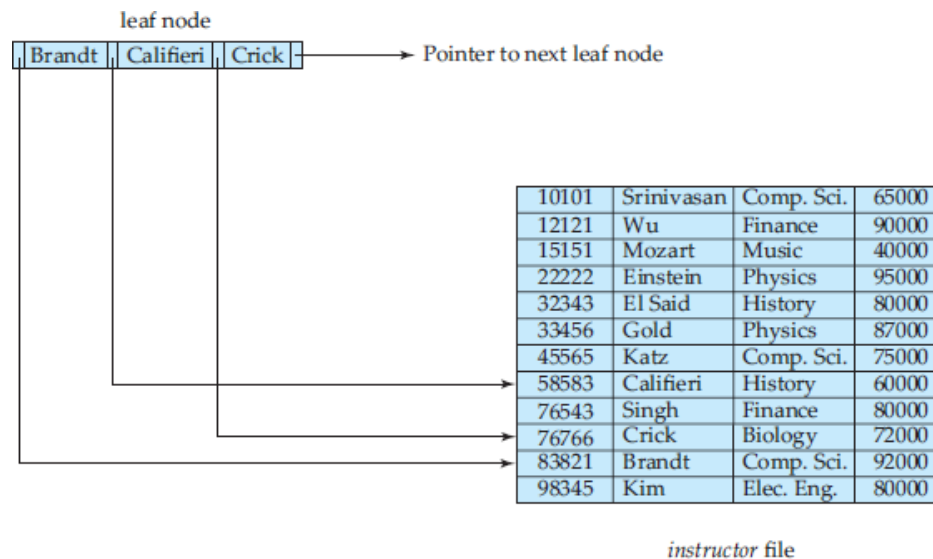 leaf node
Brandt Califieri Crick Pointer to next leaf node
10101 Srinivasan Comp. Sci. 65000
12121 Wu Finance 90000
15151 Mozart Music 40000
22222 Einstein Physics 95000
32343 El Said History 80000
33456 Gold Physics 87000
45565 Katz Comp. Sci. 75000
58583 Califieri History 60000
76543 Singh Finance 80000
76766 Crick Biology 72000
83821 Brandt Comp. Sci. 92000
98345 Kim Elec. Eng. 80000
instructor file